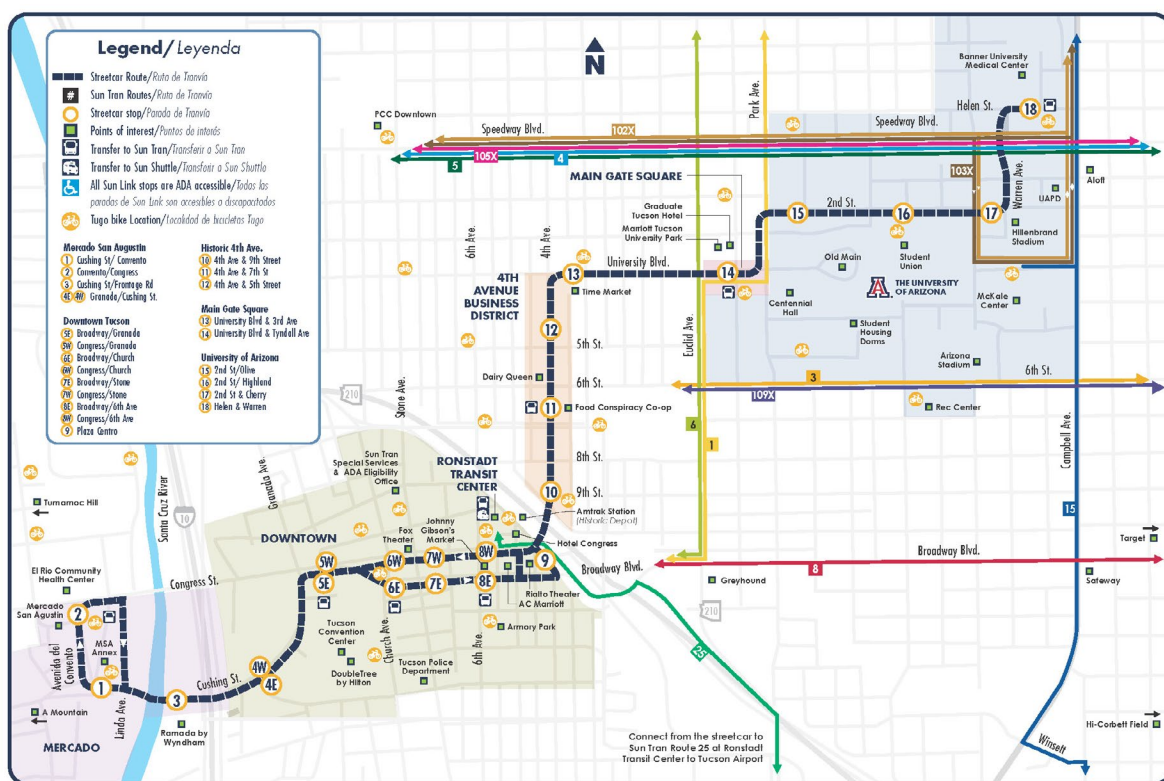 Legend/Leyenda
Streetcar Route/Ruta de Tranvía
# Sun Tran Routes/Ruta de Tranvía
Streetcar stop/Parada de Tranvía
Points of interest/Puntos de interés
Transfer to Sun Tran/Transferir a Sun Tran
Transfer to Sun Shuttle/Transferir a Sun Shuttle
All Sun Link stops are ADA accessible/Todas las
paradas de Sun Link son accesibles a discapacitados
Tugo bike Location/Localidad de bicicletas Tugo
Mercado San Augustin
1 Cushing St/ Convento
2 Convento/Congress
3 Cushing St/Frontage Rd
4E 4W Granada/Cushing St.
Downtown Tucson
5E Broadway/Granada
5W Congress/Granada
6E Broadway/Church
6W Congress/Church
7E Broadway/Stone
7W Congress/Stone
8E Broadway/6th Ave
8W Congress/6th Ave
9 Plaza Centro
Historic 4th Ave.
10 4th Ave & 9th Street
11 4th Ave & 7th St
12 4th Ave & 5th Street
Main Gate Square
13 University Blvd & 3rd Ave
14 University Blvd & Tyndall Ave
University of Arizona
15 2nd St/Olive
16 2nd St/ Highland
17 2nd St & Cherry
18 Helen & Warren
N
PCC Downtown
Speedway Blvd.
102X
Speedway Blvd.
105X
4
5
Park Ave.
Banner University
Medical Center
Helen St.
18
103X
Warren Ave.
Aloft
UAPD
Hillenbrand
Stadium
MAIN GATE SQUARE
Graduate
Tucson Hotel
Marriott Tucson
University Park
15
2nd St.
16
17
Student
Union
Old Main
A
THE UNIVERSITY
OF ARIZONA
McKale
Center
Centennial
Hall
Student
Housing
Dorms
Arizona
Stadium
6th Ave.
4th Ave.
University Blvd.
13
14
Time Market
4TH
AVENUE
BUSINESS
DISTRICT
12
5th St.
Euclid Ave.
6th St.
3
6th St.
109X
Rec Center
210
Stone Ave.
Dairy Queen
11
Food Conspiracy Co-op
6
1
Campbell Ave.
8th St.
Sun Tran
Special Services
& ADA Eligibility
Office
RONSTADT
TRANSIT
CENTER
10
9th St.
15
Granada Ave.
Tumamoc Hill
Santa Cruz River
10
Amtrak Station
(Historic Depot)
Hotel Congress
DOWNTOWN
Fox
Theater
Johnny
Gibson's
Market
5W
6W
7W
8W
9
5E
6E
7E
8E
Broadway Blvd.
Broadway Blvd.
8
Target
Safeway
Greyhound
210
El Rio Community
Health Center
Congress St.
Rialto Theater
AC Marriott
Mercado
San Agustin
2
Tucson
Convention
Center
Church Ave.
6th Ave.
Armory Park
MSA
Annex
Avenida del
Convento
4W
4E
DoubleTree
by Hilton
Tucson Police
Department
25
1
Linda Ave.
3
Cushing St.
A Mountain
Ramada by
Wyndham
MERCADO
Connect from the streetcar to
Sun Tran Route 25 at Ronstadt
Transit Center to Tucson Airport
Hi-Corbett Field
Winsett